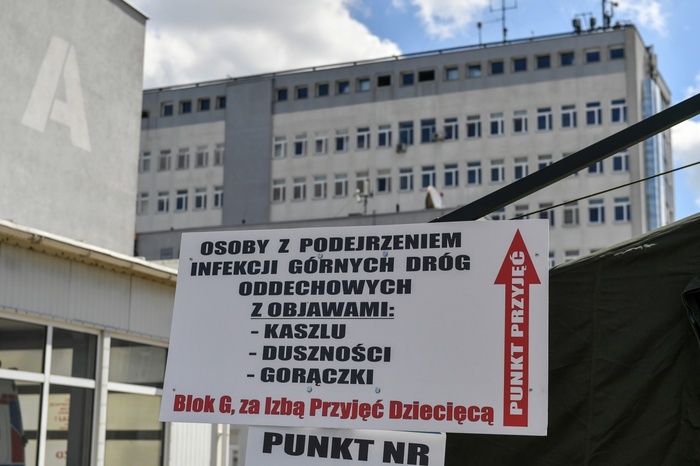 A
OSOBY Z PODEJRZENIEM
INFEKCJI GÓRNYCH DRÓG
ODDECHOWYCH
Z OBJAWAMI:
- KASZLU
- DUSZNOŚCI
- GORĄCZKI
Blok G, za Izbą Przyjęć Dziecięcą
PUNKT PRZYJĘĆ
PUNKT NR